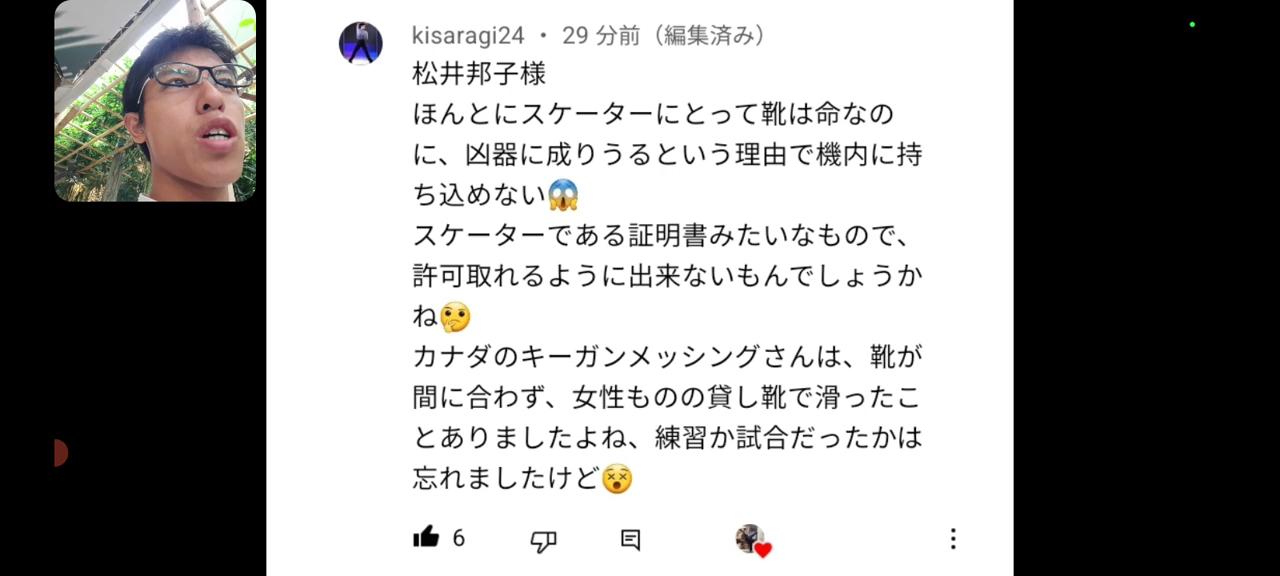 kisaragi24 • 29 分前（編集済み）
松井邦子様
ほんとにスケーターにとって靴は命なの
に、凶器に成りうるという理由で機内に持
ち込めない😱
スケーターである証明書みたいなもので、
許可取れるように出来ないもんでしょうか
ね🤔
カナダのキーガンメッシングさんは、靴が
間に合わず、女性ものの貸し靴で滑ったこ
とありましたよね、練習か試合だったかは
忘れましたけど😵
6